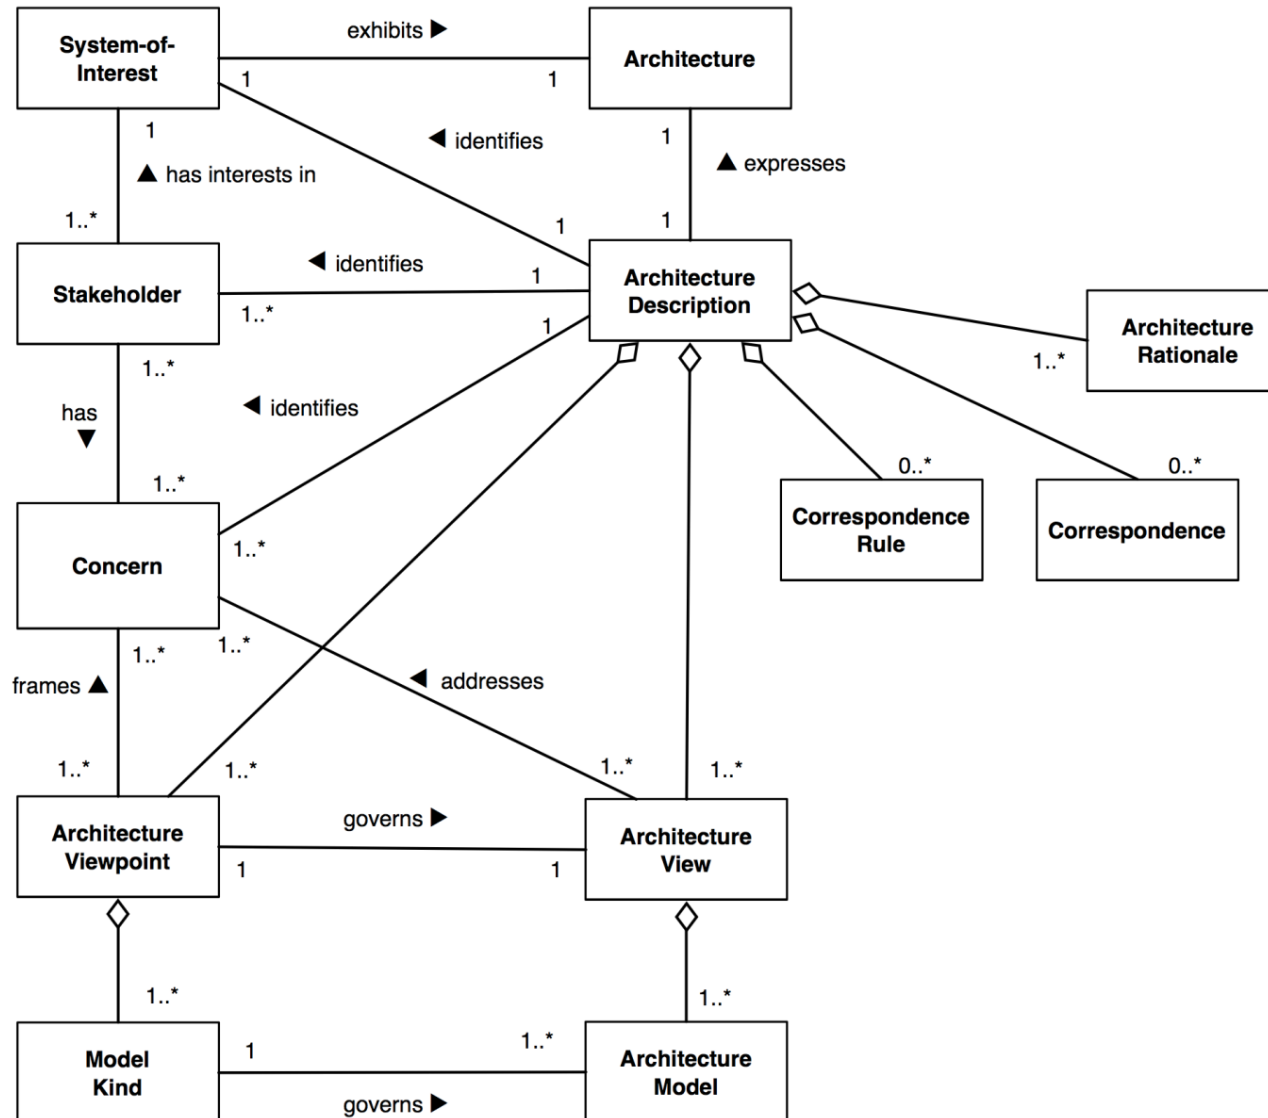 exhibits ▶
System-of-
Interest
Architecture
1
1
◀ identifies
1
1
▲ has interests in
▲ expresses
1..*
1
1
Stakeholder
◀ identifies
1
1..*
Architecture
Description
1
Architecture
Rationale
1..*
1..*
has
▼
◀ identifies
1..*
0..*
0..*
Concern
1..*
Correspondence
Rule
Correspondence
1..*
1..*
frames ▲
◀ addresses
1..*
1..*
1..*
1..*
Architecture
Viewpoint
governs ▶
1
1
Architecture
View
1..*
1..*
Model
Kind
1
1..*
governs ▶
Architecture
Model